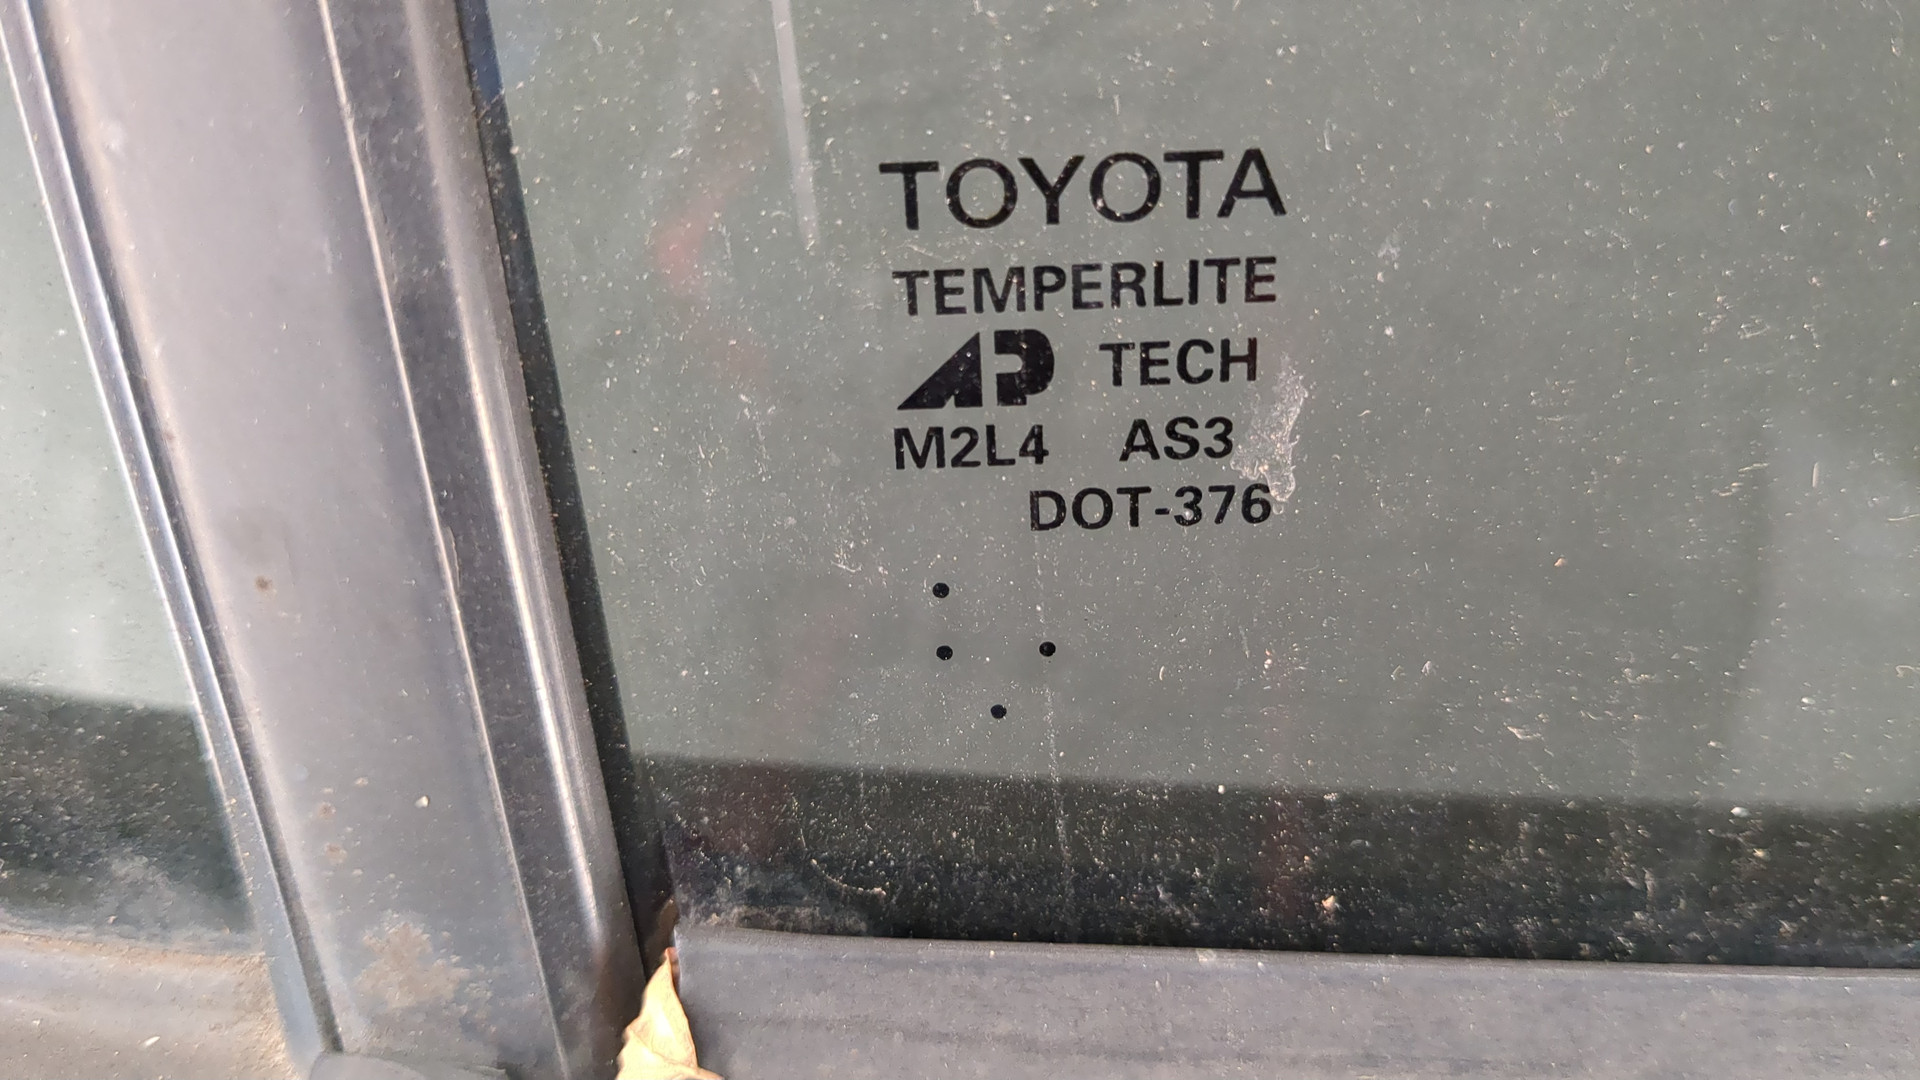 TOYOTA
TEMPERLITE
AP TECH
M2L4 AS3
DOT-376